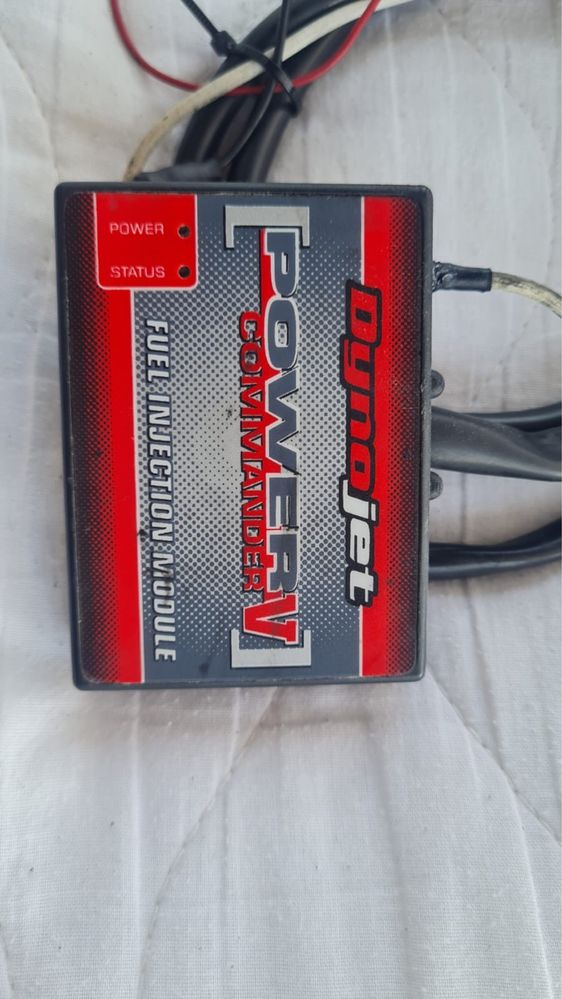 POWER
STATUS
Dynojet
[POWER V]
COMMANDER
FUEL INJECTION MODULE